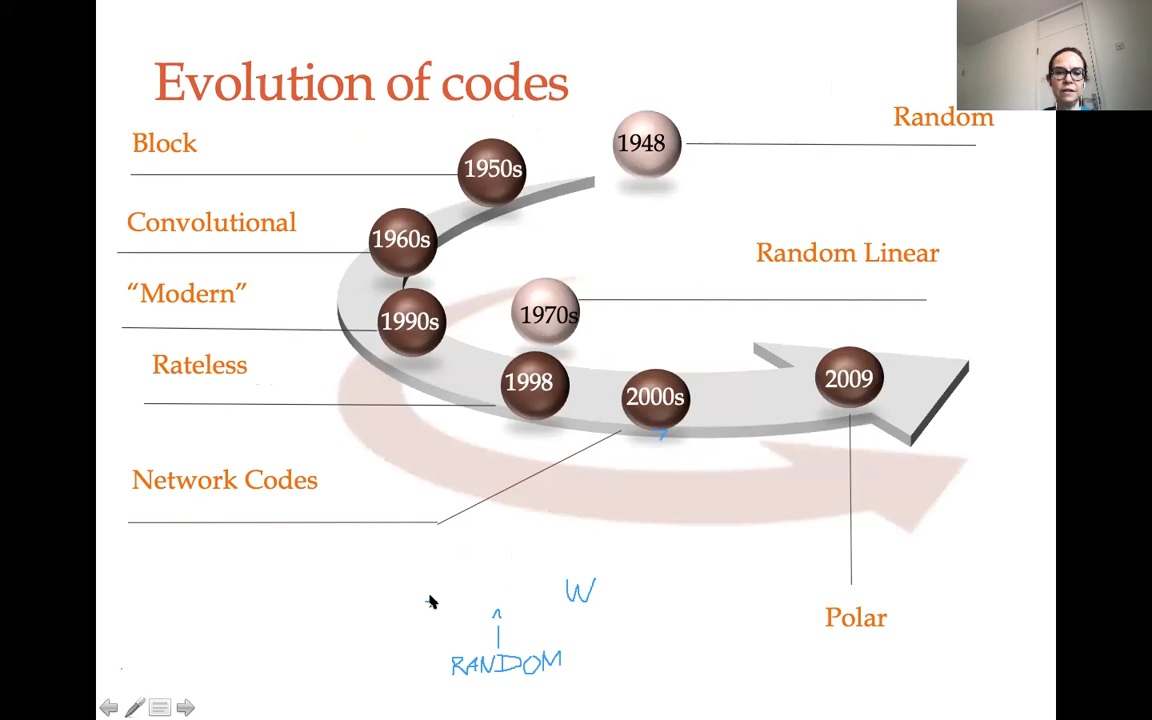 Evolution of codes
Random
1948
Block
1950s
Convolutional
1960s
Random Linear
“Modern”
1990s
1970s
Rateless
1998
2000s
2009
Network Codes
W
^
RANDOM
Polar